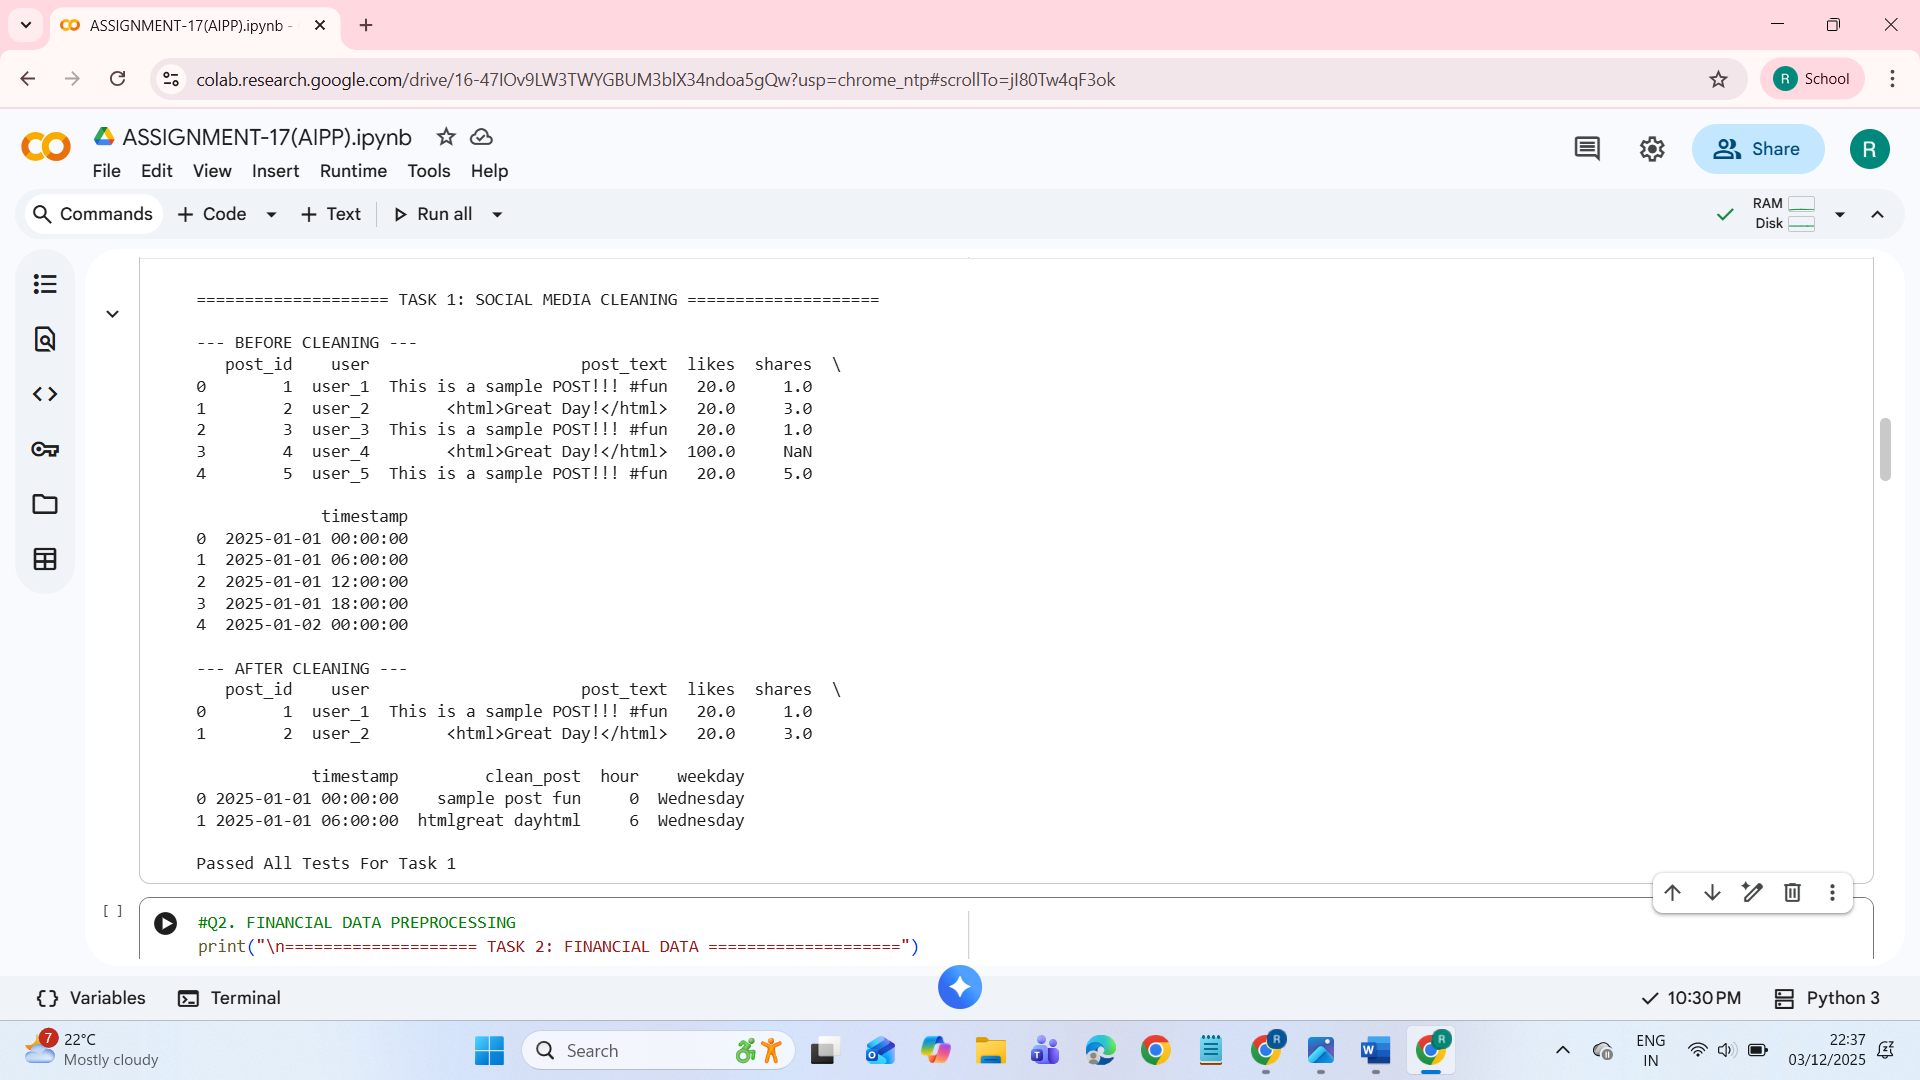 ASSIGNMENT-17(AIPP).ipynb -
colab.research.google.com/drive/16-47IOv9LW3TWYGBUM3blX34ndoa5gQw?usp=chrome_ntp#scrollTo=jI80Tw4qF3ok
R School
ASSIGNMENT-17(AIPP).ipynb
File Edit View Insert Runtime Tools Help
Share
R
Commands + Code + Text Run all
RAM
Disk
==================== TASK 1: SOCIAL MEDIA CLEANING ====================
--- BEFORE CLEANING ---
post_id user post_text likes shares \
0 1 user_1 This is a sample POST!!! #fun 20.0 1.0
1 2 user_2 <html>Great Day!</html> 20.0 3.0
2 3 user_3 This is a sample POST!!! #fun 20.0 1.0
3 4 user_4 <html>Great Day!</html> 100.0 NaN
4 5 user_5 This is a sample POST!!! #fun 20.0 5.0
timestamp
0 2025-01-01 00:00:00
1 2025-01-01 06:00:00
2 2025-01-01 12:00:00
3 2025-01-01 18:00:00
4 2025-01-02 00:00:00
--- AFTER CLEANING ---
post_id user post_text likes shares \
0 1 user_1 This is a sample POST!!! #fun 20.0 1.0
1 2 user_2 <html>Great Day!</html> 20.0 3.0
timestamp clean_post hour weekday
0 2025-01-01 00:00:00 sample post fun 0 Wednesday
1 2025-01-01 06:00:00 htmlgreat dayhtml 6 Wednesday
Passed All Tests For Task 1
[ ]
#Q2. FINANCIAL DATA PREPROCESSING
print("\n==================== TASK 2: FINANCIAL DATA ====================")
{} Variables Terminal
10:30 PM Python 3
7 22°C
Mostly cloudy
Search
R
R
ENG
IN
22:37
03/12/2025